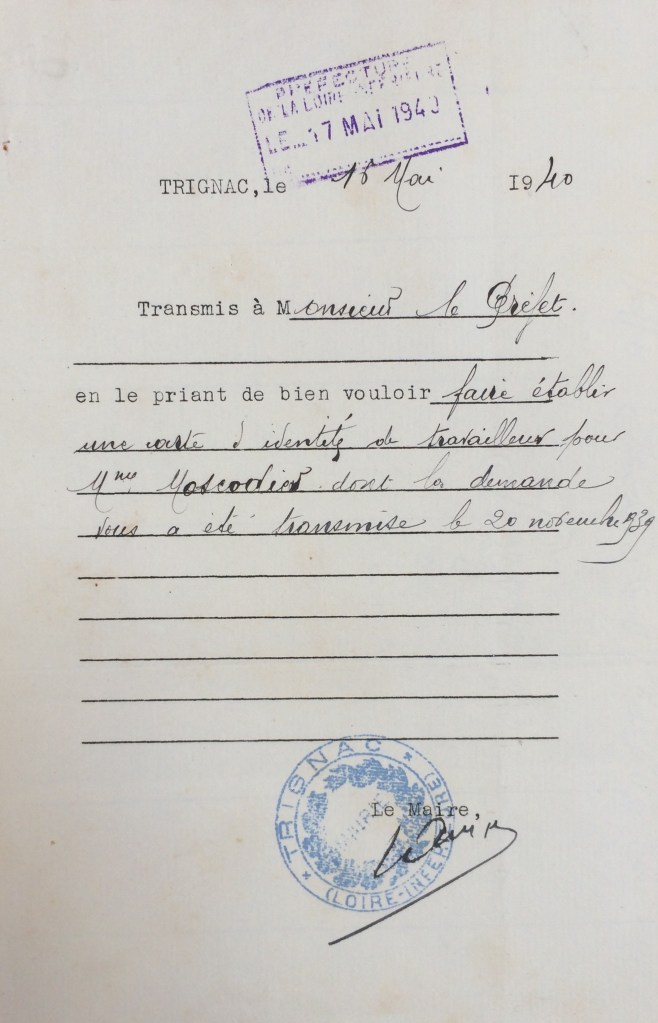 PRÉFECTURE
DE LA LOIRE-INFÉRIEURE
LE 17 MAI 1940
TRIGNAC, le 16 Mai 1940
Transmis à Monsieur le Préfet.
en le priant de bien vouloir faire établir
une carte d'identité de travailleur pour
Mme dont la demande
vous a été transmise le 20 novembre 1939
Le Maire,
* TRIGNAC *
MAIRIE
(LOIRE-INFÉRIEURE)